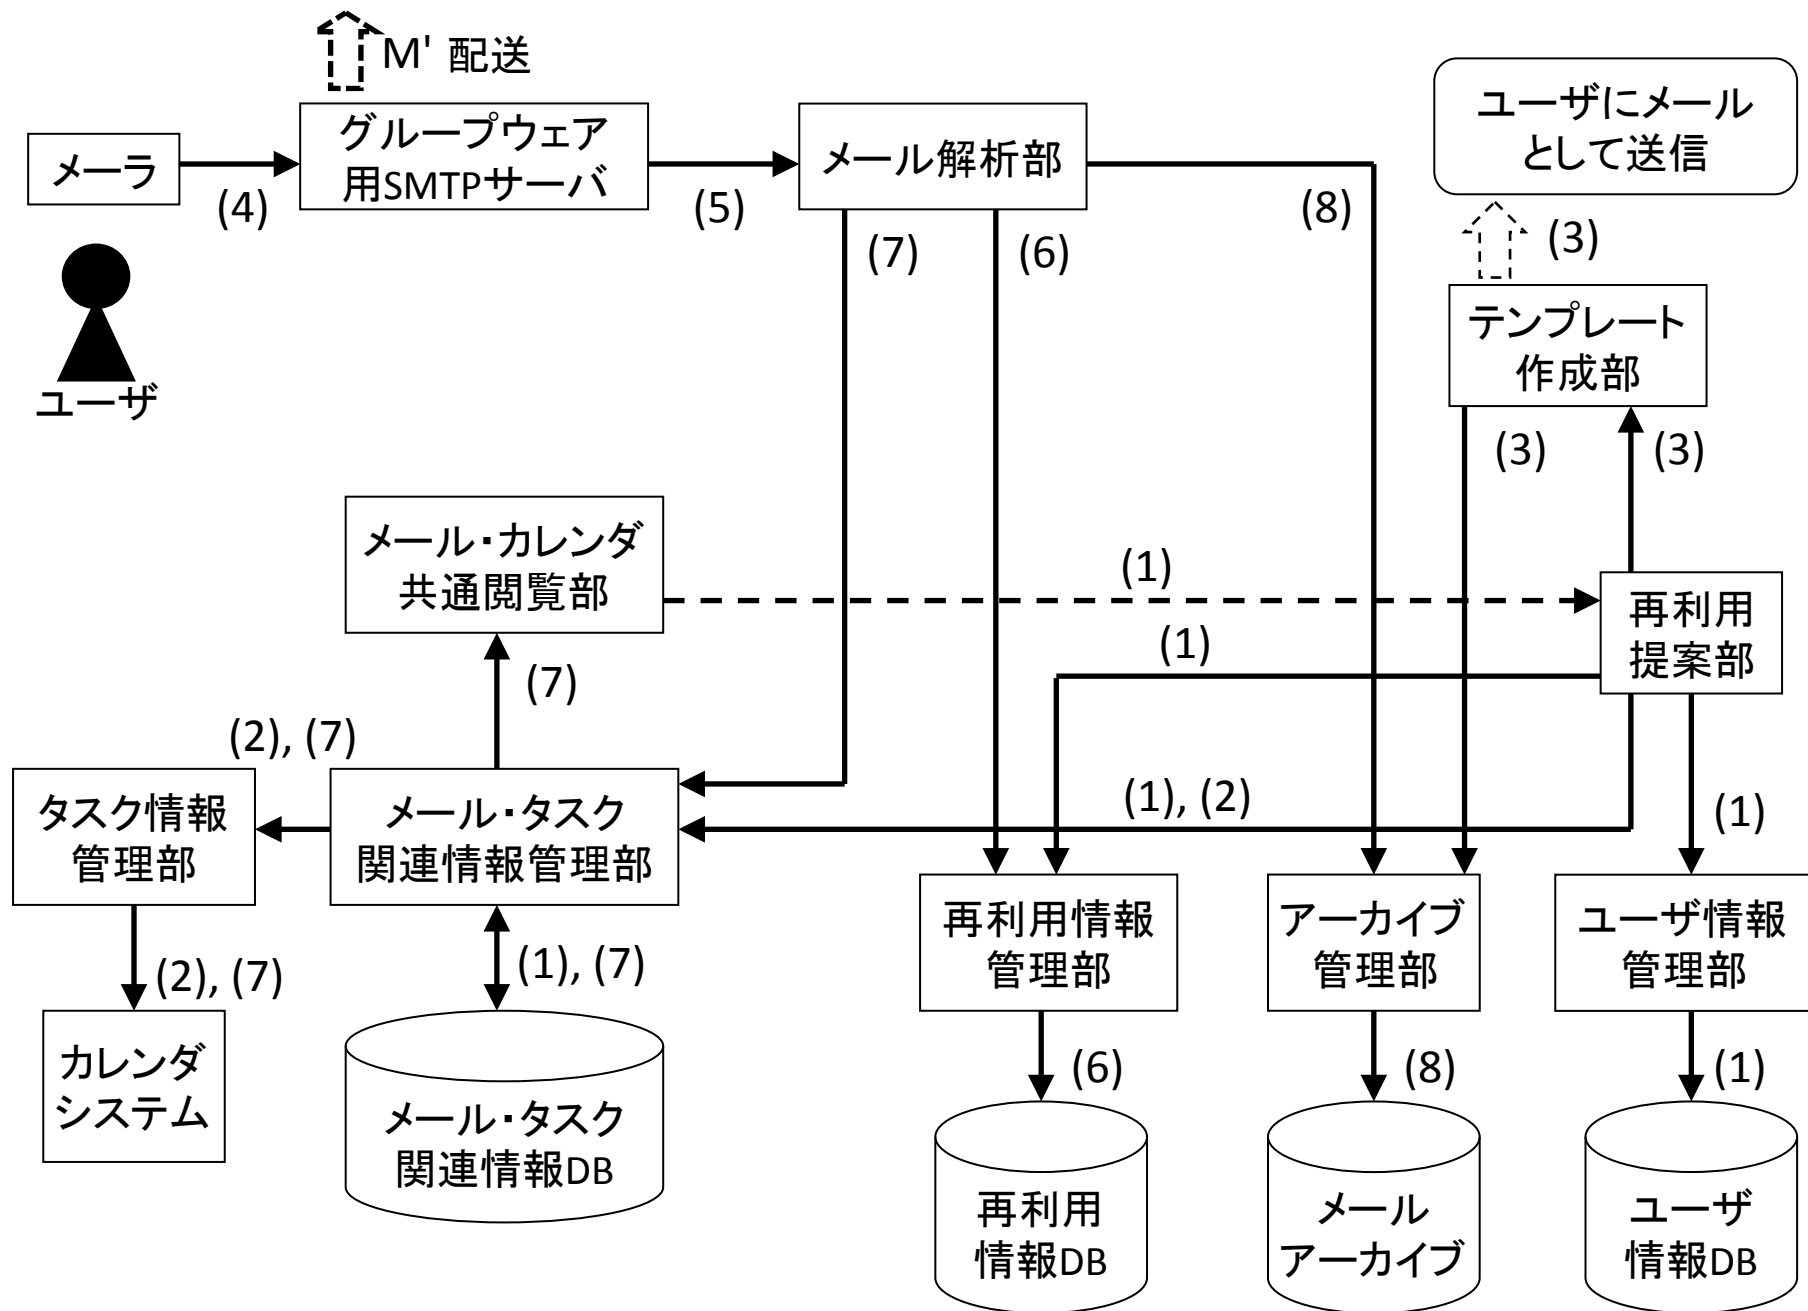 M' 配送
グループウェア
用SMTPサーバ
メーラ
(4)
(5)
メール解析部
(7)
(6)
(8)
ユーザにメール
として送信
(3)
テンプレート
作成部
(3)
(3)
ユーザ
メール・カレンダ
共通閲覧部
(1)
(1)
再利用
提案部
(7)
(2), (7)
タスク情報
管理部
メール・タスク
関連情報管理部
(1), (2)
(1)
再利用情報
管理部
アーカイブ
管理部
ユーザ情報
管理部
(2), (7)
(1), (7)
カレンダ
システム
メール・タスク
関連情報DB
(6)
(8)
(1)
再利用
情報DB
メール
アーカイブ
ユーザ
情報DB